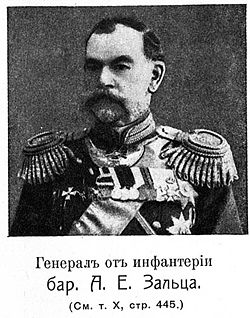 Генералъ отъ инфантеріи
бар. А. Е. Зальца.
(См. т. X, стр. 445.)